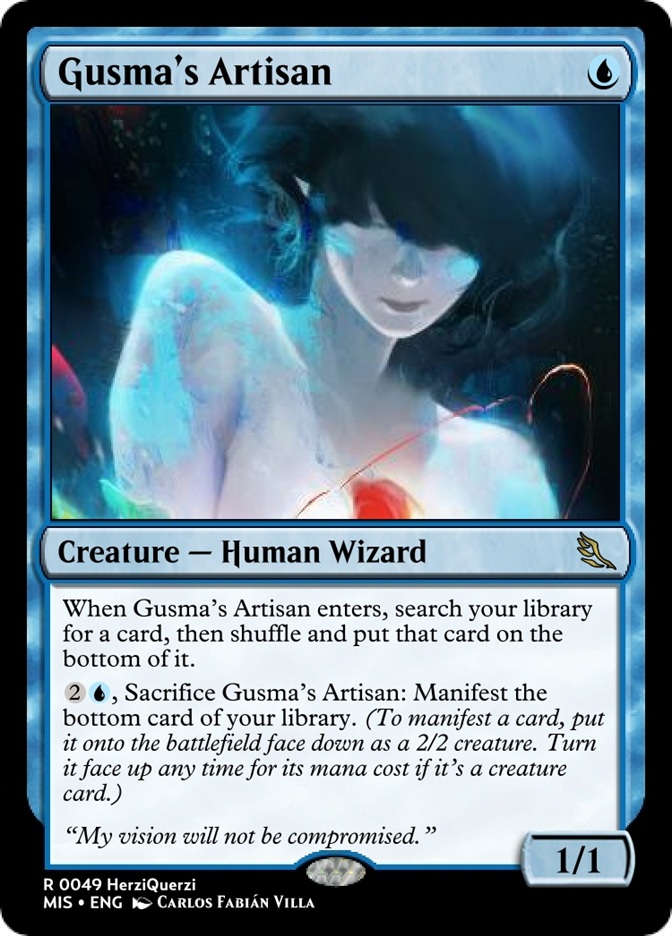 Gusma's Artisan
Creature — Human Wizard
When Gusma's Artisan enters, search your library
for a card, then shuffle and put that card on the
bottom of it.
2, Sacrifice Gusma's Artisan: Manifest the
bottom card of your library. (To manifest a card, put
it onto the battlefield face down as a 2/2 creature. Turn
it face up any time for its mana cost if it's a creature
card.)
"My vision will not be compromised."
1/1
R 0049 HerziQuerzi
MIS • ENG Carlos Fabián Villa